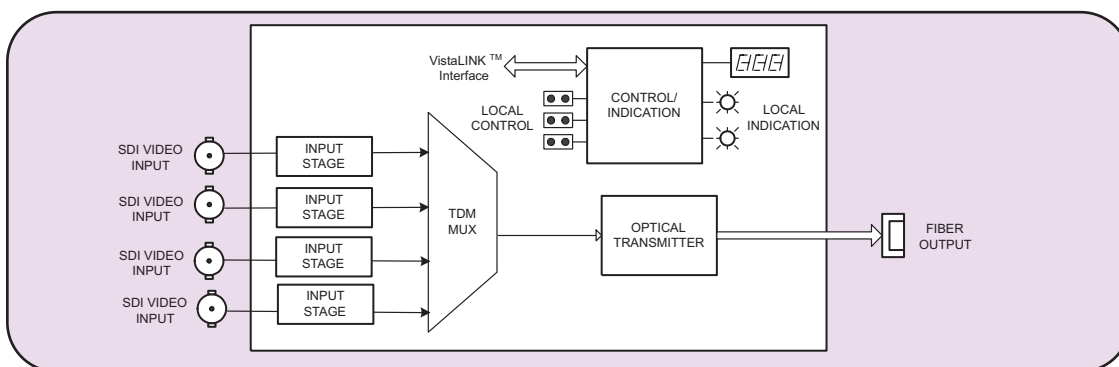 VistaLINK ™
Interface
LOCAL
CONTROL
CONTROL/
INDICATION
LOCAL
INDICATION
SDI VIDEO
INPUT
INPUT
STAGE
SDI VIDEO
INPUT
INPUT
STAGE
SDI VIDEO
INPUT
INPUT
STAGE
SDI VIDEO
INPUT
INPUT
STAGE
TDM
MUX
OPTICAL
TRANSMITTER
FIBER
OUTPUT